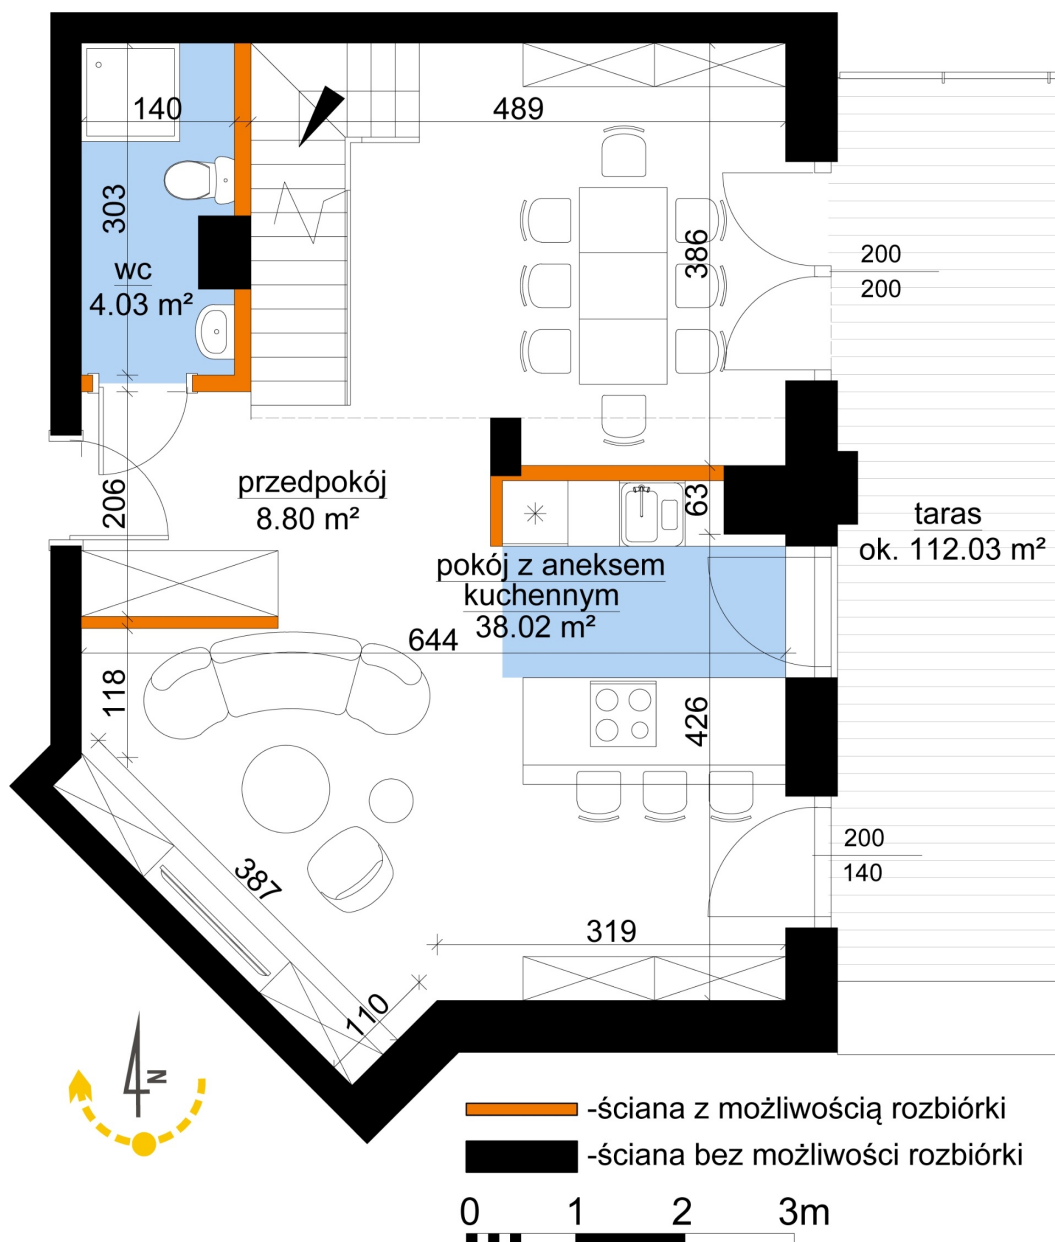 140
489
303
wc
4.03 m²
386
200
200
206
przedpokój
8.80 m²
63
taras
ok. 112.03 m²
pokój z aneksem
kuchennym
38.02 m²
644
118
426
387
200
140
319
110
N
-ściana z możliwością rozbiórki
-ściana bez możliwości rozbiórki
0 1 2 3m